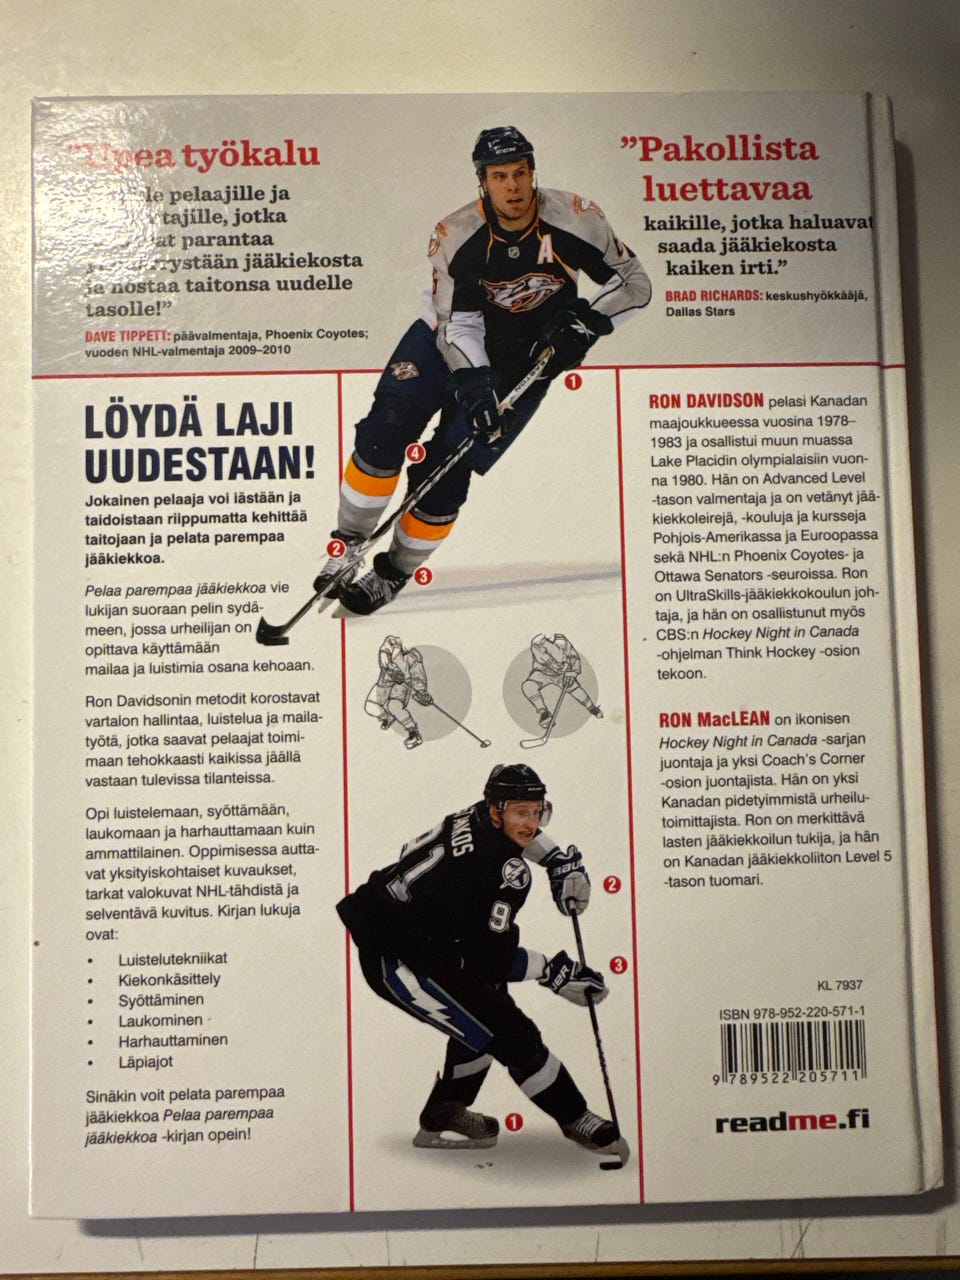 työkalu
pelaajille ja
jotka
parantaa
jääkiekosta
ja nostaa taitonsa uudelle
tasolle!”
DAVE TIPPETT: päävalmentaja, Phoenix Coyotes;
vuoden NHL-valmentaja 2009–2010
”Pakollista
luettavaa
kaikille, jotka haluavat
saada jääkiekosta
kaiken irti.”
BRAD RICHARDS: keskushyökkääjä,
Dallas Stars
CCM
A
EASTON
1
4
2
3
LÖYDÄ LAJI
UUDESTAAN!
Jokainen pelaaja voi iästään ja
taidoistaan riippumatta kehittää
taitojaan ja pelata parempaa
jääkiekkoa.
Pelaa parempaa jääkiekkoa vie
lukijan suoraan pelin sydä-
meen, jossa urheilijan on
opittava käyttämään
mailaa ja luistimia osana kehoaan.
Ron Davidsonin metodit korostavat
vartalon hallintaa, luistelua ja maila-
työtä, jotka saavat pelaajat toimi-
maan tehokkaasti kaikissa jäällä
vastaan tulevissa tilanteissa.
Opi luistelemaan, syöttämään,
laukomaan ja harhauttamaan kuin
ammattilainen. Oppimisessa autta-
vat yksityiskohtaiset kuvaukset,
tarkat valokuvat NHL-tähdistä ja
selventävä kuvitus. Kirjan lukuja
ovat:
• Luistelutekniikat
• Kiekonkäsittely
• Syöttäminen
• Laukominen
• Harhauttaminen
• Läpiajot
Sinäkin voit pelata parempaa
jääkiekkoa Pelaa parempaa
jääkiekkoa -kirjan opein!
91
9
2
3
1
RON DAVIDSON pelasi Kanadan
maajoukkueessa vuosina 1978–
1983 ja osallistui muun muassa
Lake Placidin olympialaisiin vuon-
na 1980. Hän on Advanced Level
-tason valmentaja ja on vetänyt jää-
kiekkoleirejä, -kouluja ja kursseja
Pohjois-Amerikassa ja Euroopassa
sekä NHL:n Phoenix Coyotes- ja
Ottawa Senators -seuroissa. Ron
on UltraSkills-jääkiekkokoulun joh-
taja, ja hän on osallistunut myös
CBS:n Hockey Night in Canada
-ohjelman Think Hockey -osion
tekoon.
RON MacLEAN on ikonisen
Hockey Night in Canada -sarjan
juontaja ja yksi Coach's Corner
-osion juontajista. Hän on yksi
Kanadan pidetyimmistä urheilu-
toimittajista. Ron on merkittävä
lasten jääkiekkoilun tukija, ja hän
on Kanadan jääkiekkoliiton Level 5
-tason tuomari.
KL 7937
ISBN 978-952-220-571-1
9 789522 205711
readme.fi